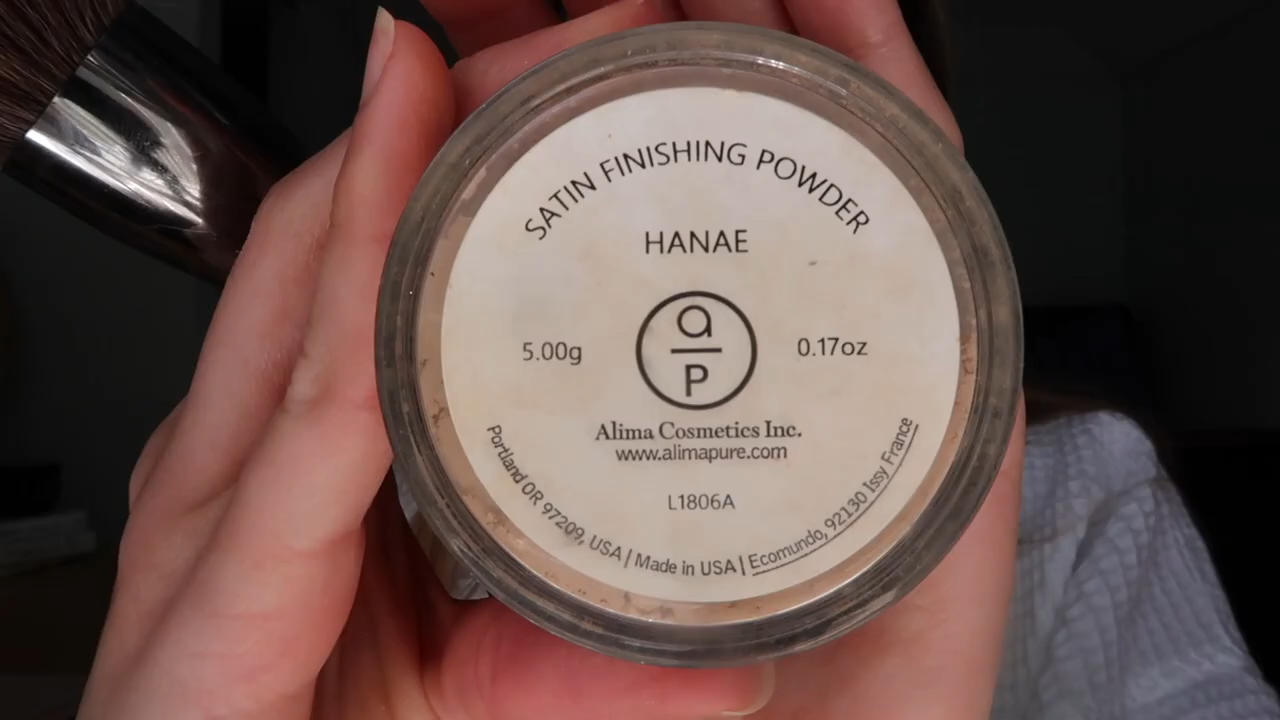 SATIN FINISHING POWDER
HANAE
5.00g
a
P
0.17oz
Alima Cosmetics Inc.
www.alimapure.com
L1806A
Portland OR 97209, USA | Made in USA | Ecomundo, 92130 Issy France